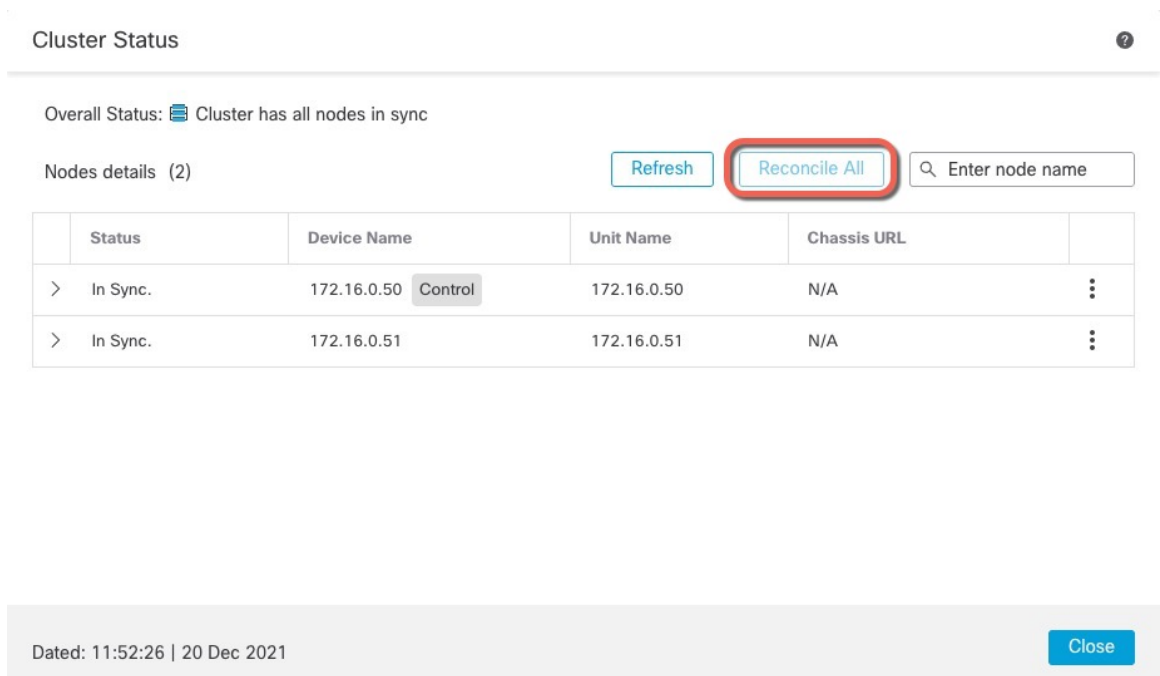 Cluster Status
Overall Status: Cluster has all nodes in sync
Nodes details (2) Refresh Reconcile All Enter node name
Status Device Name Unit Name Chassis URL
In Sync. 172.16.0.50 Control 172.16.0.50 N/A
In Sync. 172.16.0.51 172.16.0.51 N/A
Dated: 11:52:26 | 20 Dec 2021 Close